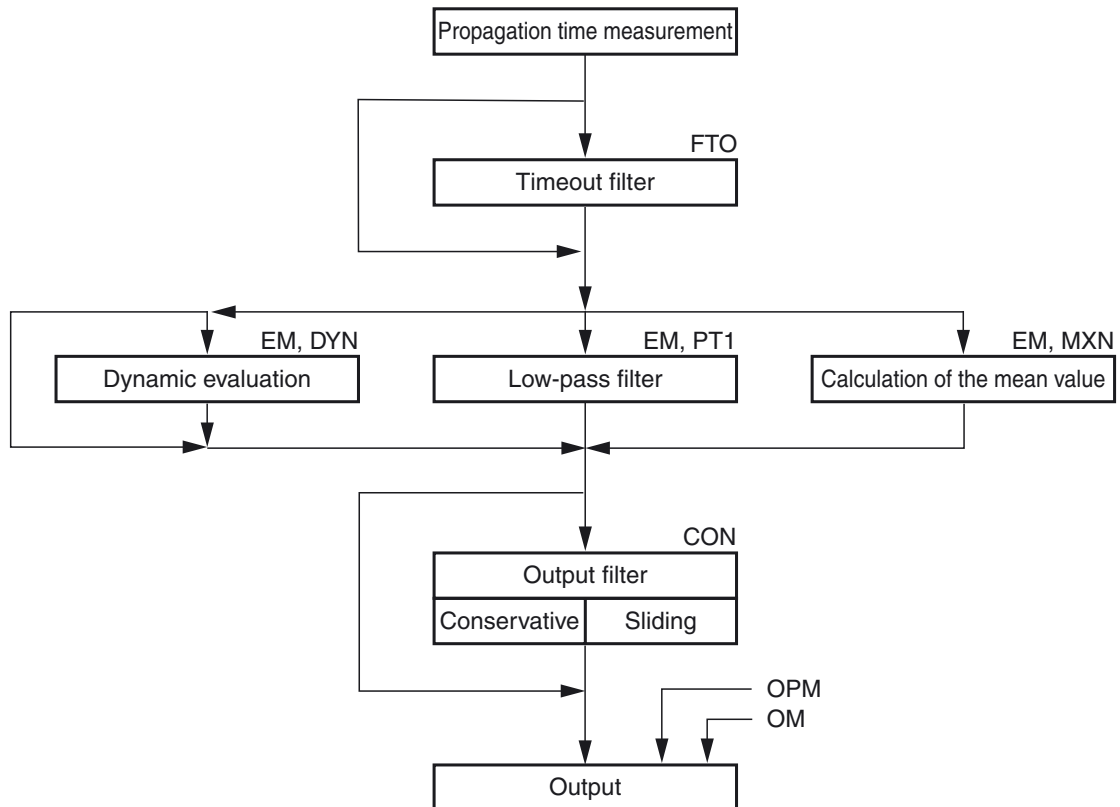 Propagation time measurement
FTO
Timeout filter
EM, DYN
EM, PT1
EM, MXN
Dynamic evaluation
Low-pass filter
Calculation of the mean value
CON
Output filter
Conservative
Sliding
OPM
OM
Output